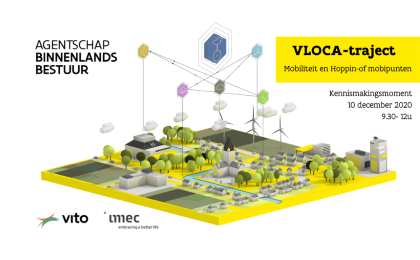 AGENTSCHAP
BINNENLANDS
BESTUUR
VLOCA-traject
Mobiliteit en Hoppin-of mobipunten
Kennismakingsmoment
10 december 2020
9.30- 12u
vito
imec
embracing a better life